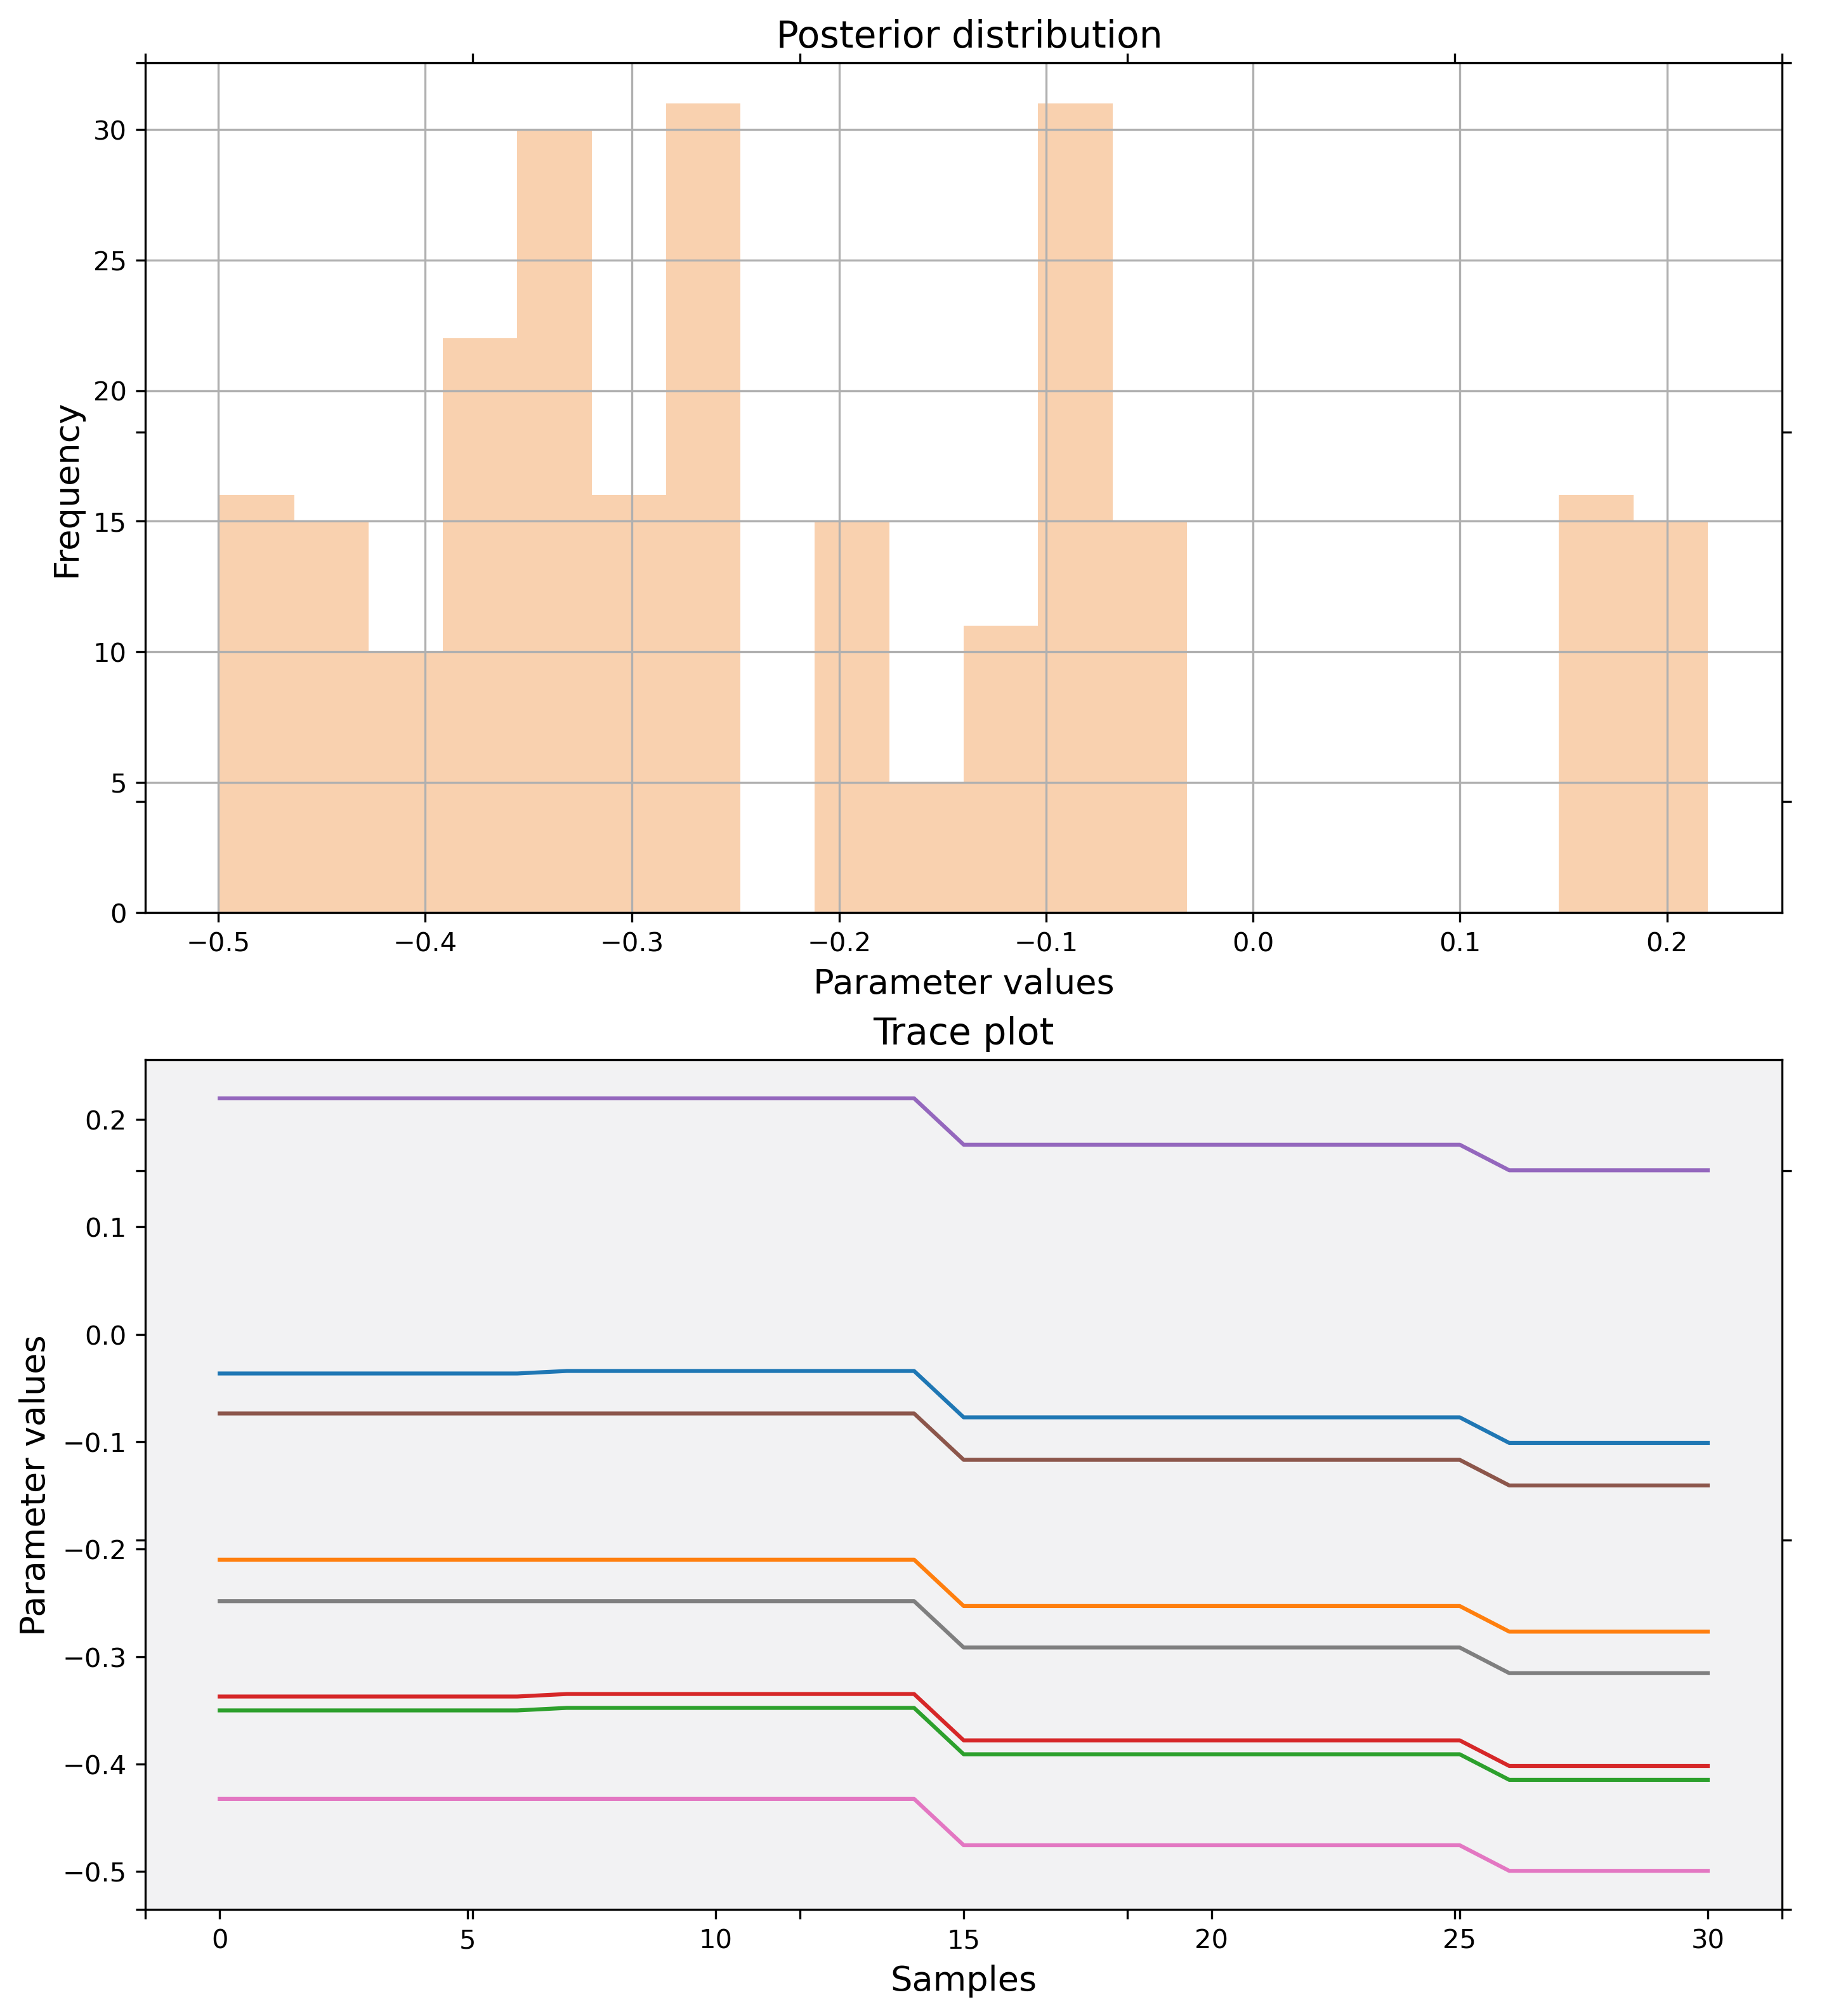 Posterior distribution
Frequency
30
25
20
15
10
5
0
−0.5 −0.4 −0.3 −0.2 −0.1 0.0 0.1 0.2
Parameter values
Trace plot
Parameter values
0.2
0.1
0.0
−0.1
−0.2
−0.3
−0.4
−0.5
0 5 10 15 20 25 30
Samples